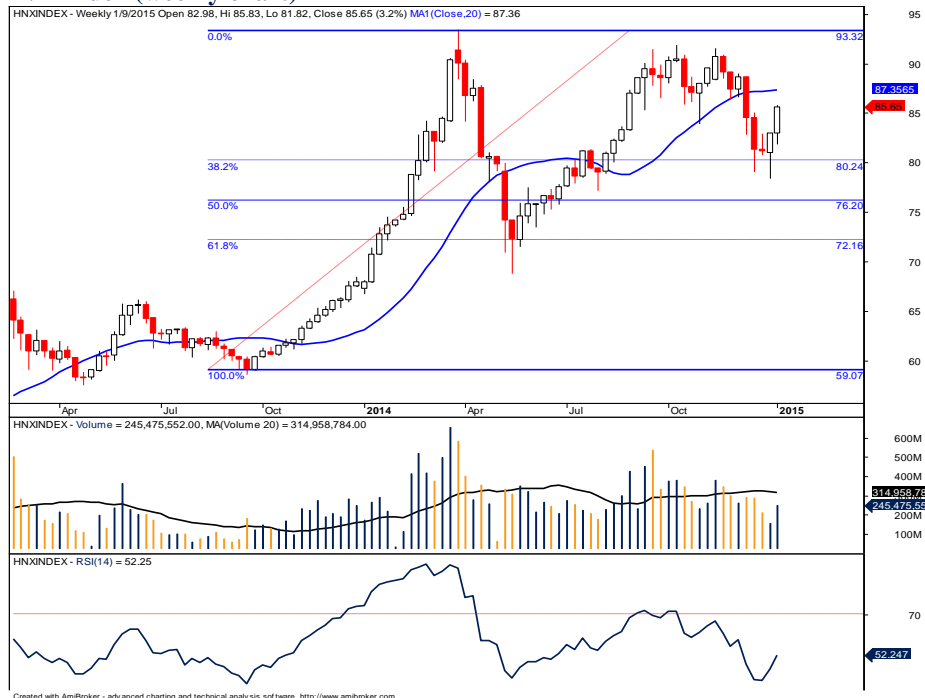 HNXINDEX - Weekly 1/9/2015 Open 82.98, Hi 85.83, Lo 81.82, Close 85.65 (3.2%) MA1(Close,20) = 87.36
95
0.0%
93.32
90
87.3565
85.65
85
38.2%
80.24
80
50.0%
76.20
75
61.8%
72.16
70
65
60
100.0%
59.07
Apr
Jul
Oct
2014
Apr
Jul
Oct
2015
HNXINDEX - Volume = 245,475,552.00, MA(Volume 20) = 314,958,784.00
600M
500M
400M
314,958,78
245,475,55
200M
100M
HNXINDEX - RSI(14) = 52.25
70
52.247
Created with AmiBroker - advanced charting and technical analysis software. http://www.amibroker.com